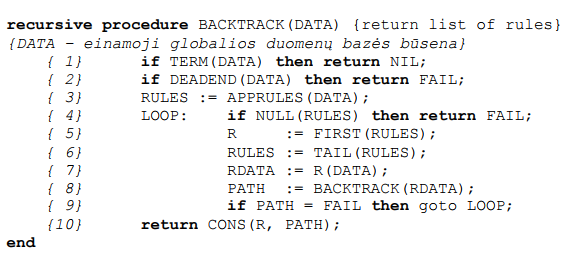 recursive procedure BACKTRACK(DATA) {return list of rules}
{DATA – einamoji globalios duomenų bazės būsena}
{ 1} if TERM(DATA) then return NIL;
{ 2} if DEADEND(DATA) then return FAIL;
{ 3} RULES := APPRULES(DATA);
{ 4} LOOP: if NULL(RULES) then return FAIL;
{ 5} R := FIRST(RULES);
{ 6} RULES := TAIL(RULES);
{ 7} RDATA := R(DATA);
{ 8} PATH := BACKTRACK(RDATA);
{ 9} if PATH = FAIL then goto LOOP;
{10} return CONS(R, PATH);
end